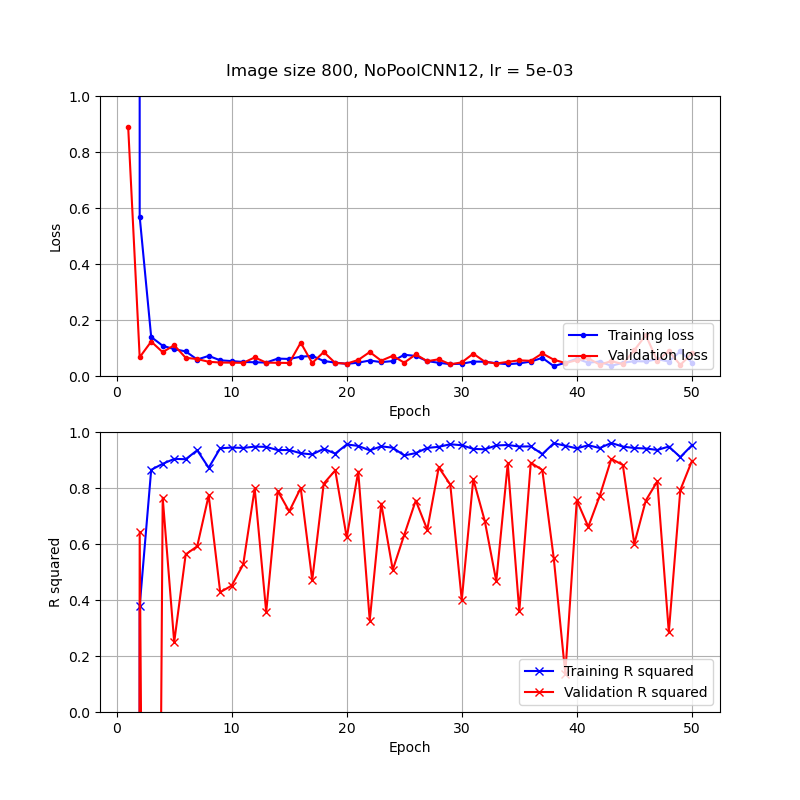 Image size 800, NoPoolCNN12, lr = 5e-03
1.0
0.8
0.6
0.4
0.2
0.0
Loss
Training loss
Validation loss
0 10 20 30 40 50
Epoch
1.0
0.8
0.6
0.4
0.2
0.0
R squared
Training R squared
Validation R squared
0 10 20 30 40 50
Epoch